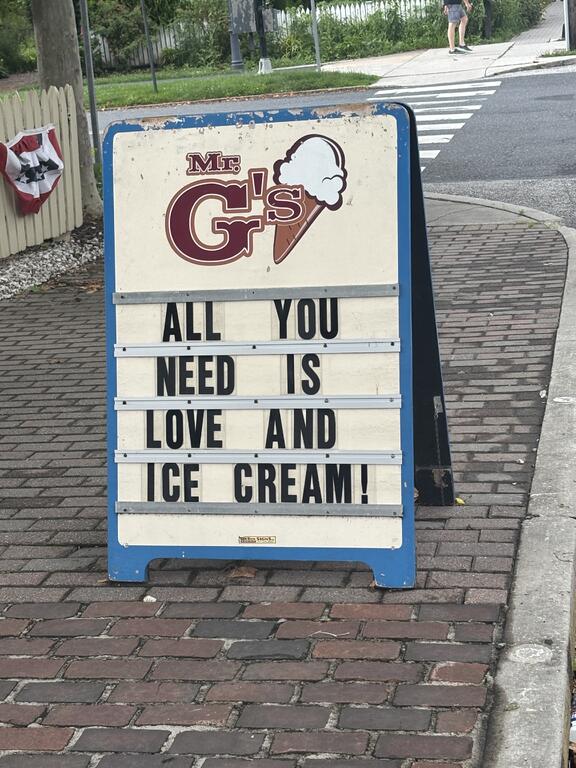 Mr.
G's
ALL YOU
NEED IS
LOVE AND
ICE CREAM!